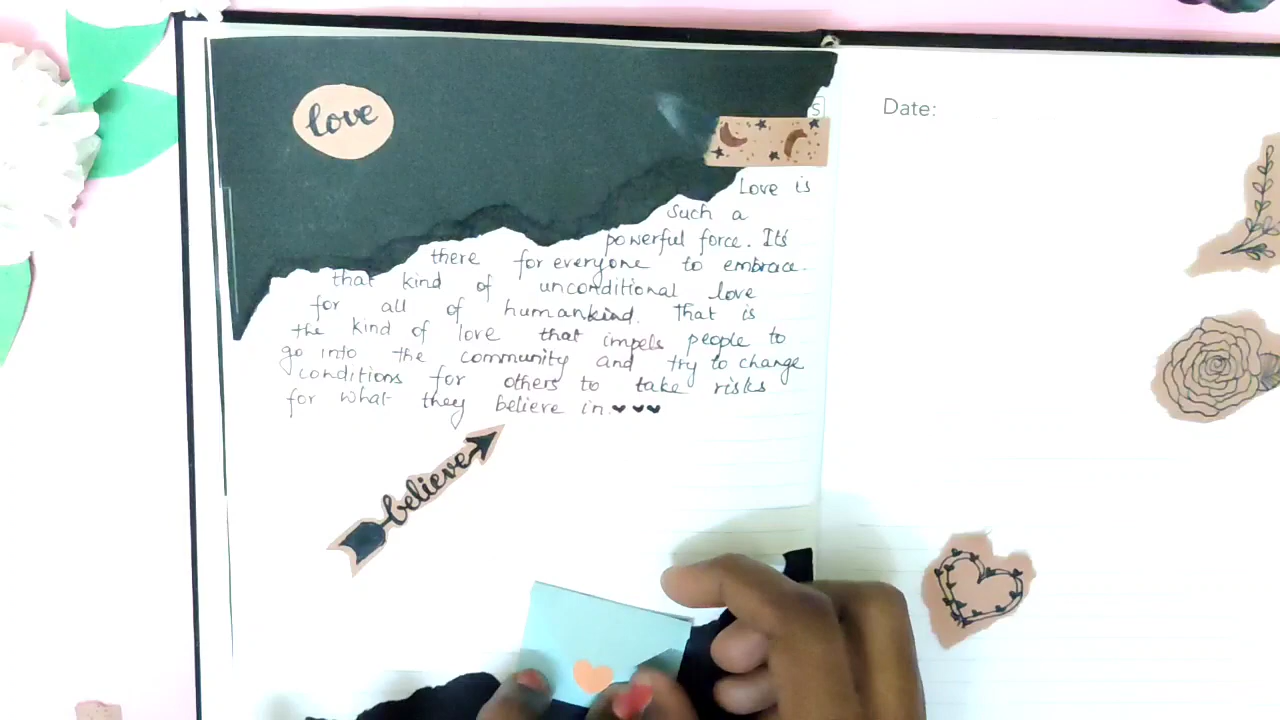 love
S
Date:
Love is
such a
powerful force. It's
there for everyone to embrace.
that kind of unconditional love
for all of humankind. That is
the kind of love that impels people to
go into the community and try to change
conditions for others to take risks
for what they believe in.
believe